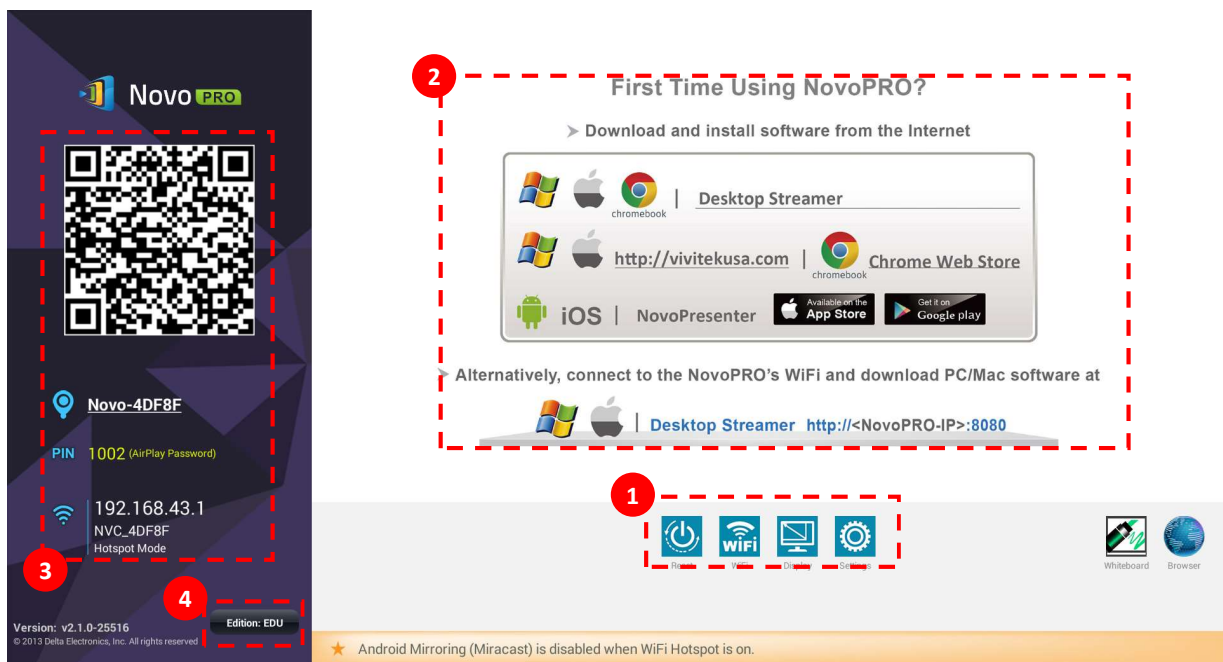 Novo PRO
Novo-4DF8F
PIN 1002 (AirPlay Password)
192.168.43.1
NVC_4DF8F
Hotspot Mode
3
4
Version: v2.1.0-25516
© 2013 Delta Electronics, Inc. All rights reserved
Edition: EDU
2
First Time Using NovoPRO?
➢ Download and install software from the Internet
chromebook | Desktop Streamer
http://vivitekusa.com | chromebook Chrome Web Store
iOS | NovoPresenter Available on the App Store Get it on Google play
➢ Alternatively, connect to the NovoPRO's WiFi and download PC/Mac software at
| Desktop Streamer http://<NovoPRO-IP>:8080
1
WiFi
Reset WiFi Display Settings
Whiteboard Browser
★ Android Mirroring (Miracast) is disabled when WiFi Hotspot is on.